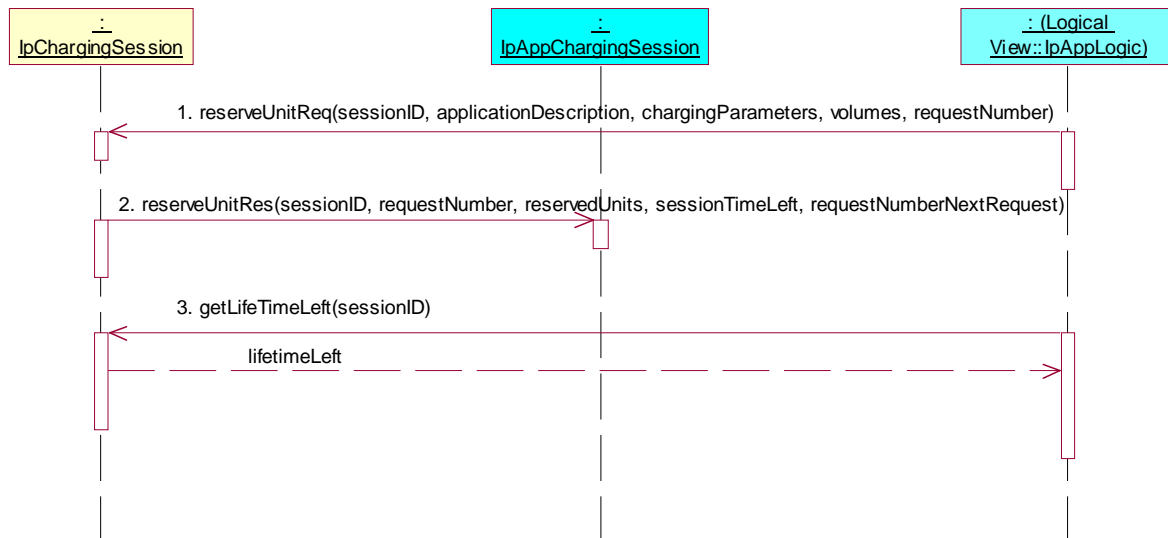 :
IpChargingSession
:
IpAppChargingSession
: (Logical
View::IpAppLogic)
1. reserveUnitReq(sessionID, applicationDescription, chargingParameters, volumes, requestNumber)
2. reserveUnitRes(sessionID, requestNumber, reservedUnits, sessionTimeLeft, requestNumberNextRequest)
3. getLifeTimeLeft(sessionID)
lifetimeLeft